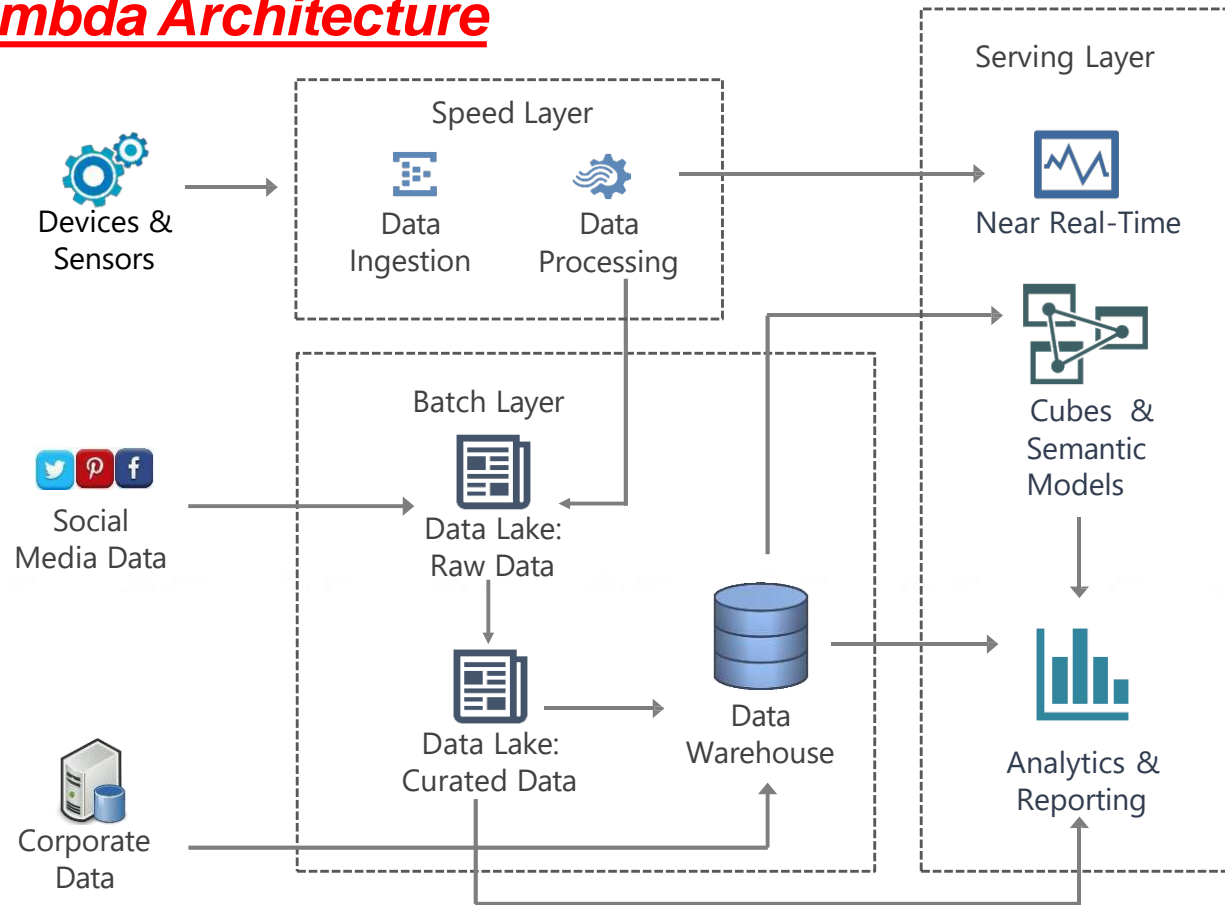 mbda Architecture
Serving Layer
Speed Layer
Devices &
Sensors
Data
Ingestion
Data
Processing
Near Real-Time
Batch Layer
Cubes &
Semantic
Models
Social
Media Data
Data Lake:
Raw Data
Data
Warehouse
Data Lake:
Curated Data
Analytics &
Reporting
Corporate
Data